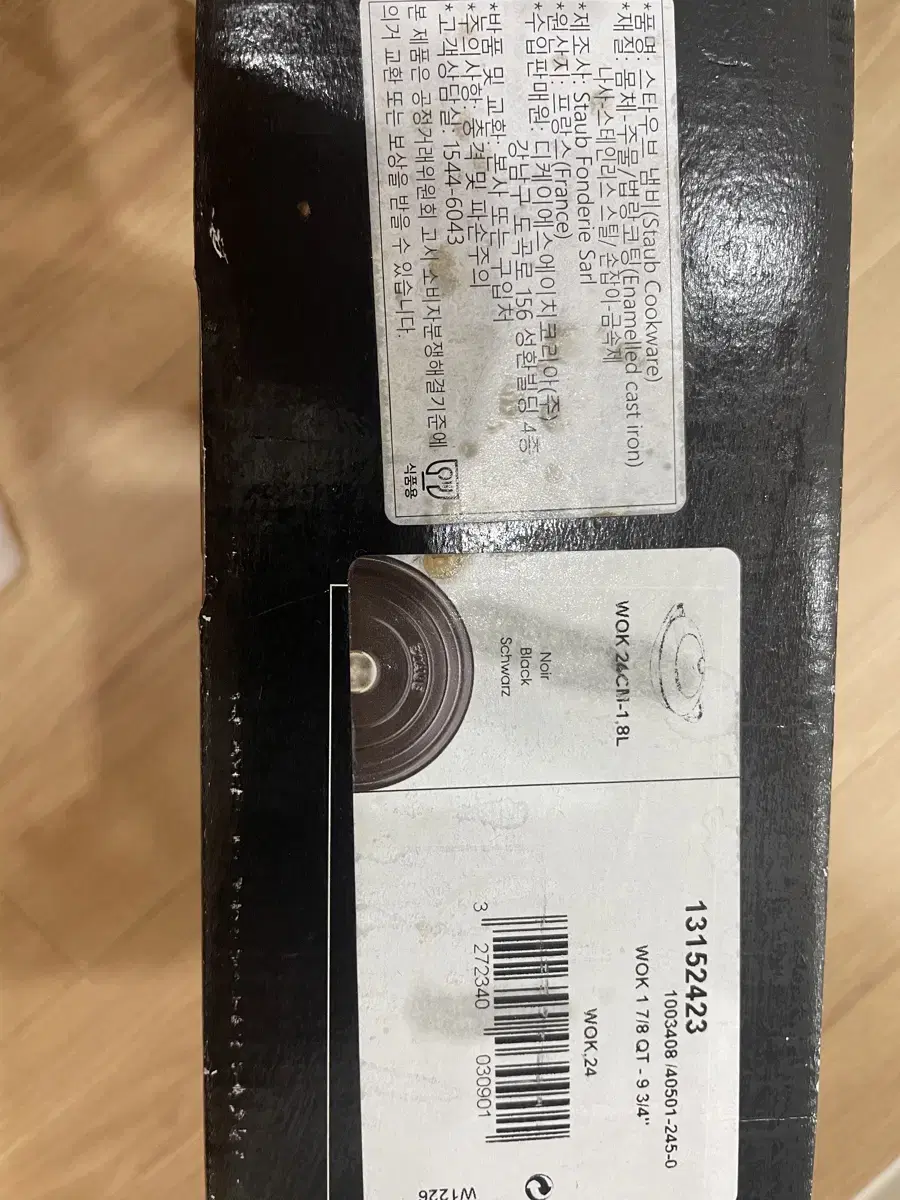 *품명: 스타우브 냄비(Staub Cookware)
*재질: 몸체-주물/법랑코팅(Enamelled cast iron)
나사-스테인리스 스틸/ 손잡이-금속제
*제조사: Staub Fonderie Sarl
*원산지: 프랑스(France)
*수입판매원: 디케이에스에이치코리아(주)
강남구 도곡로 156 성환빌딩 4층
*반품 및 교환: 본사 또는 구입처
*주의사항: 충격및 파손주의
*고객상담실: 1544-6043
본 제품은 공정거래위원회 고시 소비자분쟁해결기준에
의거 교환 또는 보상을 받을 수 있습니다.
식품용
WOK 26CM-1,8L
Noir
Black
Schwarz
STAUB
13152423
1003408 /40501-245-0
WOK 1 7/8 QT - 9 3/4"
WOK.24
3 272340 030901
W1226